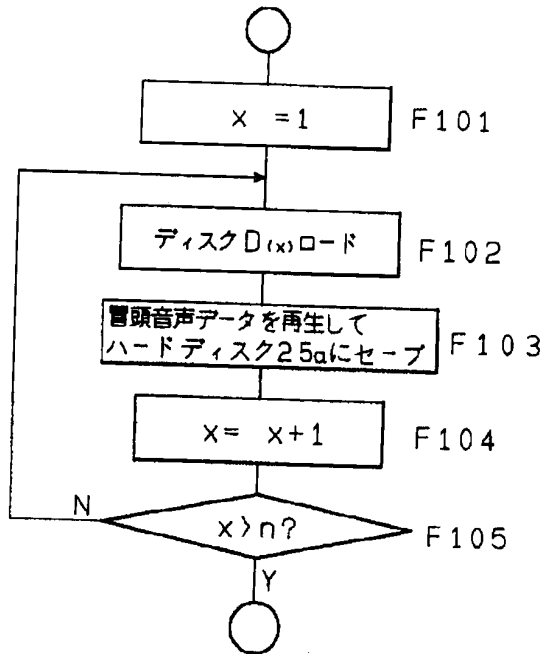 x =1
F101
ディスクD(x)ロード
F102
冒頭音声データを再生して
ハードディスク25aにセーブ
F103
x= x+1
F104
N
x>n?
F105
Y